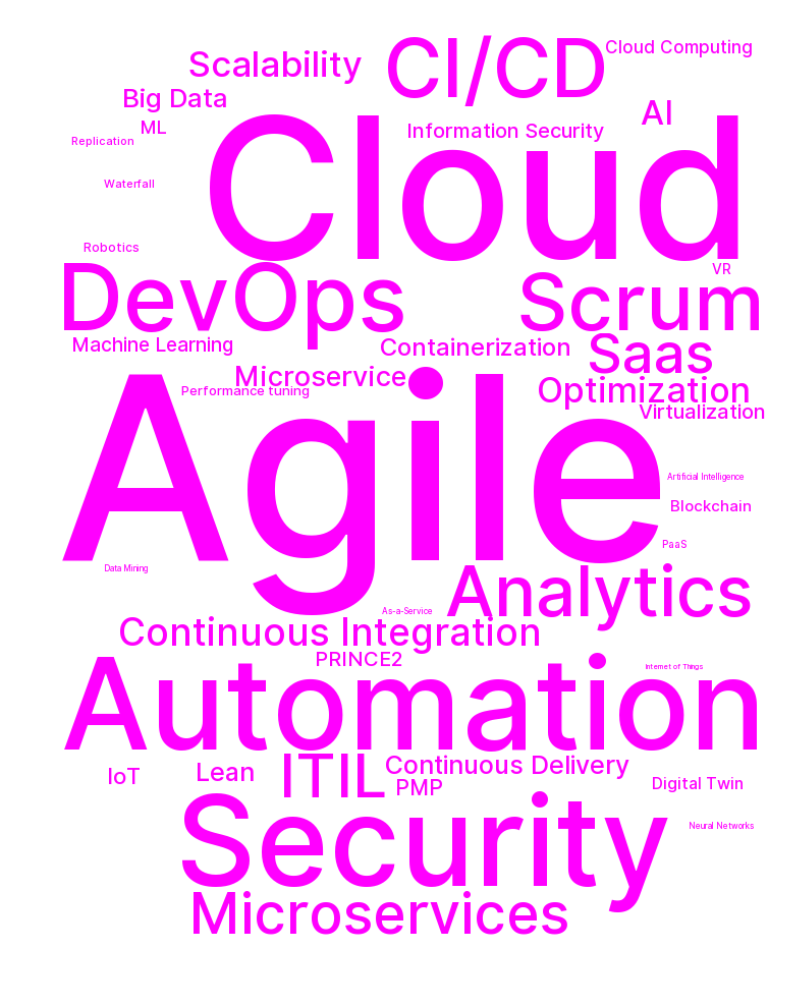 CI/CD
Cloud Computing
Scalability
Big Data
AI
ML
Information Security
Replication
Cloud
Waterfall
Robotics
VR
DevOps
Scrum
Machine Learning
Containerization
Saas
Microservice
Performance tuning
Optimization
Virtualization
Agile
Artificial Intelligence
Blockchain
PaaS
Data Mining
Analytics
As-a-Service
Continuous Integration
PRINCE2
Internet of Things
Automation
IoT
Lean
ITIL
Continuous Delivery
PMP
Digital Twin
Neural Networks
Security
Microservices